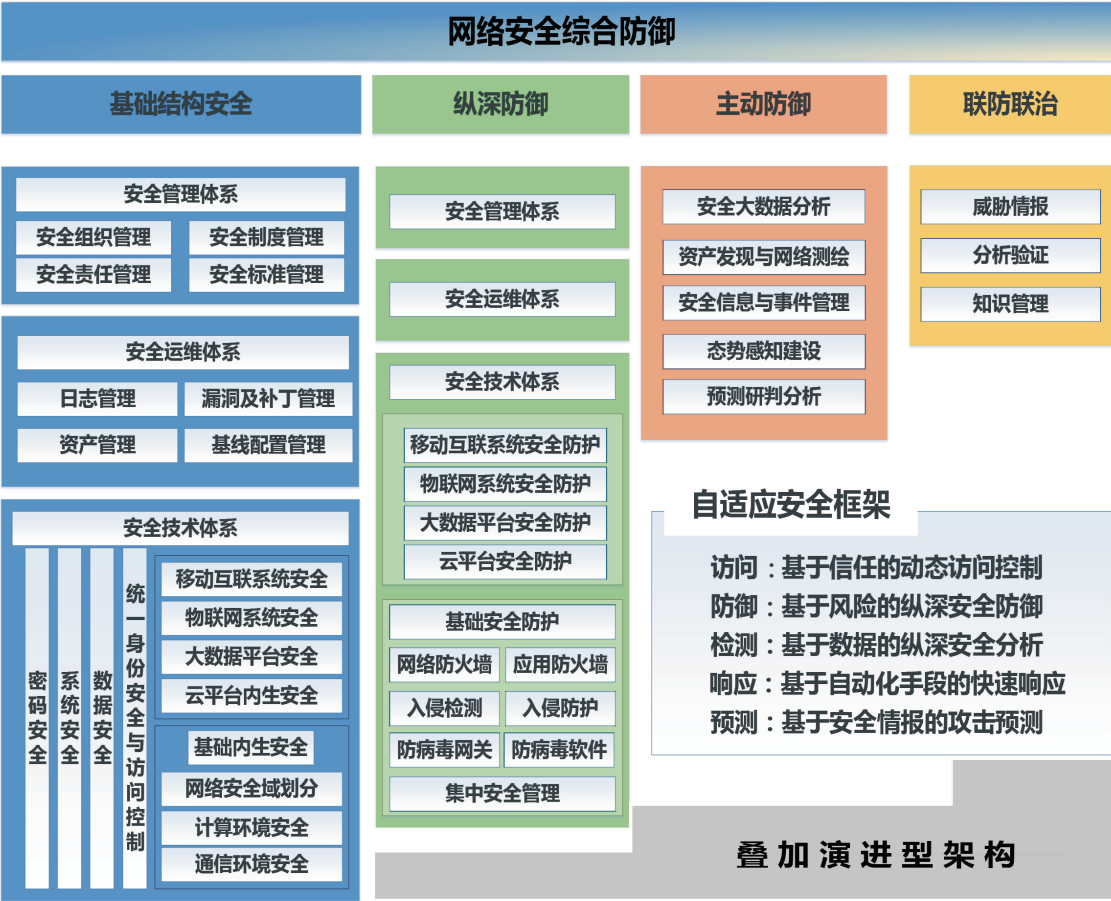 网络安全综合防御
基础结构安全
纵深防御
主动防御
联防联治
安全管理体系
安全组织管理
安全制度管理
安全责任管理
安全标准管理
安全运维体系
日志管理
漏洞及补丁管理
资产管理
基线配置管理
安全技术体系
密码安全
系统安全
数据安全
统一身份安全与访问控制
移动互联系统安全
物联网系统安全
大数据平台安全
云平台内生安全
基础内生安全
网络安全域划分
计算环境安全
通信环境安全
安全管理体系
安全运维体系
安全技术体系
移动互联系统安全防护
物联网系统安全防护
大数据平台安全防护
云平台安全防护
基础安全防护
网络防火墙
应用防火墙
入侵检测
入侵防护
防病毒网关
防病毒软件
集中安全管理
安全大数据分析
资产发现与网络测绘
安全信息与事件管理
态势感知建设
预测研判分析
威胁情报
分析验证
知识管理
自适应安全框架
访问：基于信任的动态访问控制
防御：基于风险的纵深安全防御
检测：基于数据的纵深安全分析
响应：基于自动化手段的快速响应
预测：基于安全情报的攻击预测
叠加演进型架构